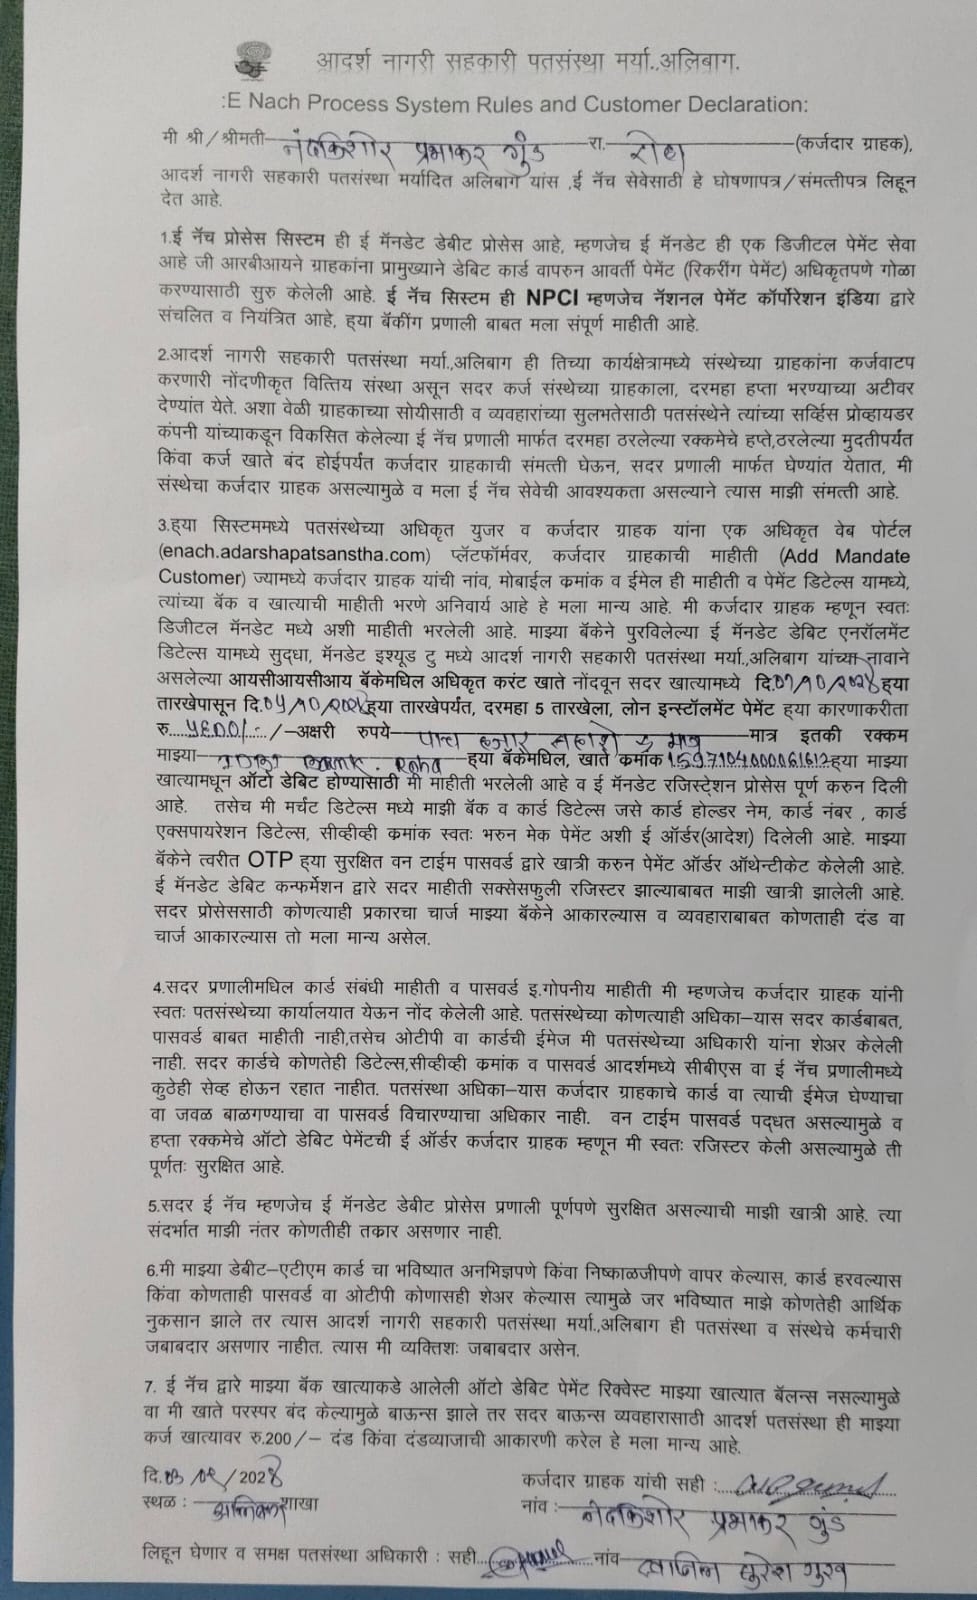 आदर्श नागरी सहकारी पतसंस्था मर्या.,अलिबाग.
:E Nach Process System Rules and Customer Declaration:
मी श्री/श्रीमती नंदकिशोर प्रभाकर गुंड रा. रोहा (कर्जदार ग्राहक),
आदर्श नागरी सहकारी पतसंस्था मर्यादित अलिबाग यांस ,ई नॅच सेवेसाठी हे घोषणापत्र/संमत्तीपत्र लिहून
देत आहे.
1.ई नॅच प्रोसेस सिस्टम ही ई मॅनडेट डेबीट प्रोसेस आहे, म्हणजेच ई मॅनडेट ही एक डिजीटल पेमेंट सेवा
आहे जी आरबीआयने ग्राहकांना प्रामुख्याने डेबिट कार्ड वापरुन आवर्ती पेमेंट (रिकरींग पेमेंट) अधिकृतपणे गोळा
करण्यासाठी सुरु केलेली आहे. ई नॅच सिस्टम ही NPCI म्हणजेच नॅशनल पेमेंट कॉर्पोरेशन इंडिया द्वारे
संचलित व नियंत्रित आहे, ह्या बॅकींग प्रणाली बाबत मला संपूर्ण माहीती आहे.
2.आदर्श नागरी सहकारी पतसंस्था मर्या.,अलिबाग ही तिच्या कार्यक्षेत्रामध्ये संस्थेच्या ग्राहकांना कर्जवाटप
करणारी नोंदणीकृत वित्तिय संस्था असून सदर कर्ज संस्थेच्या ग्राहकाला, दरमहा हप्ता भरण्याच्या अटीवर
देण्यांत येते. अशा वेळी ग्राहकाच्या सोयीसाठी व व्यवहारांच्या सुलभतेसाठी पतसंस्थेने त्यांच्या सर्व्हिस प्रोव्हायडर
कंपनी यांच्याकडून विकसित केलेल्या ई नॅच प्रणाली मार्फत दरमहा ठरलेल्या रक्कमेचे हप्ते,ठरलेल्या मुदतीपर्यंत
किंवा कर्ज खाते बंद होईपर्यंत कर्जदार ग्राहकाची संमत्ती घेऊन, सदर प्रणाली मार्फत घेण्यांत येतात, मी
संस्थेचा कर्जदार ग्राहक असल्यामुळे व मला ई नॅच सेवेची आवश्यकता असल्याने त्यास माझी संमत्ती आहे.
3.ह्या सिस्टममध्ये पतसंस्थेच्या अधिकृत युजर व कर्जदार ग्राहक यांना एक अधिकृत वेब पोर्टल
(enach.adarshapatsanstha.com) प्लॅटफॉर्मवर, कर्जदार ग्राहकाची माहीती (Add Mandate
Customer) ज्यामध्ये कर्जदार ग्राहक यांची नांव, मोबाईल क्रमांक व ईमेल ही माहीती व पेमेंट डिटेल्स यामध्ये,
त्यांच्या बॅक व खात्याची माहीती भरणे अनिवार्य आहे हे मला मान्य आहे. मी कर्जदार ग्राहक म्हणून स्वतः
डिजीटल मॅनडेट मध्ये अशी माहीती भरलेली आहे. माझ्या बॅकेने पुरविलेल्या ई मॅनडेट डेबिट एनरॉलमेंट
डिटेल्स यामध्ये सुद्धा, मॅनडेट इश्यूड टु मध्ये आदर्श नागरी सहकारी पतसंस्था मर्या.,अलिबाग यांच्या नावाने
असलेल्या आयसीआयसीआय बॅकेमधिल अधिकृत करंट खाते नोंदवून सदर खात्यामध्ये दि. /10/ ह्या
तारखेपासून दि. /10/ ह्या तारखेपर्यंत, दरमहा 5 तारखेला, लोन इन्स्टॉलमेंट पेमेंट ह्या कारणाकरीता
रु. ५६००/- /-अक्षरी रुपये पाच हजार सहाशे मात्र इतकी रक्कम
माझ्या IDBI Bank. Roha ह्या बॅकेमधिल, खाते क्रमांक ह्या माझ्या
खात्यामधून ऑटो डेबिट होण्यासाठी मी माहीती भरलेली आहे व ई मॅनडेट रजिस्ट्रेशन प्रोसेस पूर्ण करुन दिली
आहे. तसेच मी मर्चंट डिटेल्स मध्ये माझी बॅक व कार्ड डिटेल्स जसे कार्ड होल्डर नेम, कार्ड नंबर , कार्ड
एक्सपायरेशन डिटेल्स, सीव्हीव्ही क्रमांक स्वतः भरुन मेक पेमेंट अशी ई ऑर्डर(आदेश) दिलेली आहे. माझ्या
बॅकेने त्वरीत OTP ह्या सुरक्षित वन टाईम पासवर्ड द्वारे खात्री करुन पेमेंट ऑर्डर ऑथेन्टीकेट केलेली आहे.
ई मॅनडेट डेबिट कन्फर्मेशन द्वारे सदर माहीती सक्सेसफुली रजिस्टर झाल्याबाबत माझी खात्री झालेली आहे.
सदर प्रोसेससाठी कोणत्याही प्रकारचा चार्ज माझ्या बॅकेने आकारल्यास व व्यवहाराबाबत कोणताही दंड वा
चार्ज आकारल्यास तो मला मान्य असेल.
4.सदर प्रणालीमधिल कार्ड संबंधी माहीती व पासवर्ड इ.गोपनीय माहीती मी म्हणजेच कर्जदार ग्राहक यांनी
स्वतः पतसंस्थेच्या कार्यालयात येऊन नोंद केलेली आहे. पतसंस्थेच्या कोणत्याही अधिका–यास सदर कार्डबाबत,
पासवर्ड बाबत माहीती नाही,तसेच ओटीपी वा कार्डची ईमेज मी पतसंस्थेच्या अधिकारी यांना शेअर केलेली
नाही. सदर कार्डचे कोणतेही डिटेल्स,सीव्हीव्ही क्रमांक व पासवर्ड आदर्शमध्ये सीबीएस वा ई नॅच प्रणालीमध्ये
कुठेही सेव्ह होऊन रहात नाहीत. पतसंस्था अधिका–यास कर्जदार ग्राहकाचे कार्ड वा त्याची ईमेज घेण्याचा
वा जवळ बाळगण्याचा वा पासवर्ड विचारण्याचा अधिकार नाही. वन टाईम पासवर्ड पद्धत असल्यामुळे व
हप्ता रक्कमेचे ऑटो डेबिट पेमेंटची ई ऑर्डर कर्जदार ग्राहक म्हणून मी स्वतः रजिस्टर केली असल्यामुळे ती
पूर्णतः सुरक्षित आहे.
5.सदर ई नॅच म्हणजेच ई मॅनडेट डेबीट प्रोसेस प्रणाली पूर्णपणे सुरक्षित असल्याची माझी खात्री आहे. त्या
संदर्भात माझी नंतर कोणतीही तकार असणार नाही.
6.मी माझ्या डेबीट–एटीएम कार्ड चा भविष्यात अनभिज्ञपणे किंवा निष्काळजीपणे वापर केल्यास, कार्ड हरवल्यास
किंवा कोणताही पासवर्ड वा ओटीपी कोणासही शेअर केल्यास त्यामुळे जर भविष्यात माझे कोणतेही आर्थिक
नुकसान झाले तर त्यास आदर्श नागरी सहकारी पतसंस्था मर्या.,अलिबाग ही पतसंस्था व संस्थेचे कर्मचारी
जबाबदार असणार नाहीत. त्यास मी व्यक्तिशः जबाबदार असेन.
7. ई नॅच द्वारे माझ्या बॅक खात्याकडे आलेली ऑटो डेबिट पेमेंट रिक्वेस्ट माझ्या खात्यात बॅलन्स नसल्यामुळे
वा मी खाते परस्पर बंद केल्यामुळे बाऊन्स झाले तर सदर बाऊन्स व्यवहारासाठी आदर्श पतसंस्था ही माझ्या
कर्ज खात्यावर रु.200/– दंड किंवा दंडव्याजाची आकारणी करेल हे मला मान्य आहे.
दि. /202 कर्जदार ग्राहक यांची सही :
स्थळ : अलिबाग शाखा नांव : नंदकिशोर प्रभाकर गुंड
लिहून घेणार व समक्ष पतसंस्था अधिकारी : सही नांव स्वाजिल सुरेश गुरव